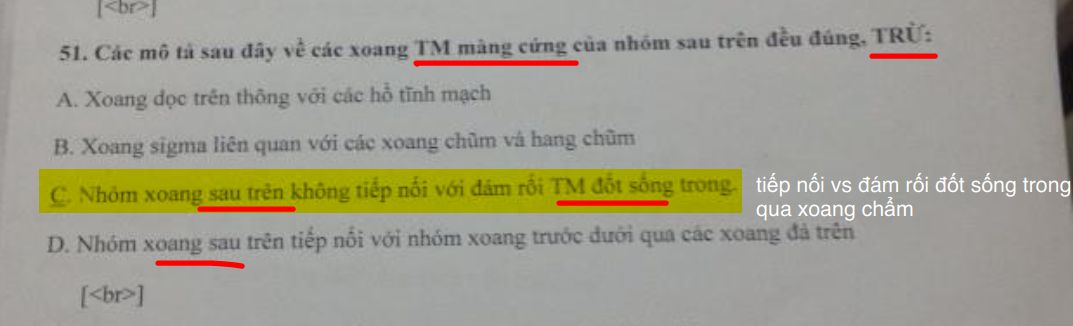 [<br>]
51. Các mô tả sau đây về các xoang TM màng cứng của nhóm sau trên đều đúng, TRỪ:
A. Xoang dọc trên thông với các hồ tĩnh mạch
B. Xoang sigma liên quan với các xoang chũm và hang chũm
C. Nhóm xoang sau trên không tiếp nối với đám rối TM đốt sống trong.
tiếp nối vs đám rối đốt sống trong
qua xoang chẩm
D. Nhóm xoang sau trên tiếp nối với nhóm xoang trước dưới qua các xoang đá trên
[<br>]